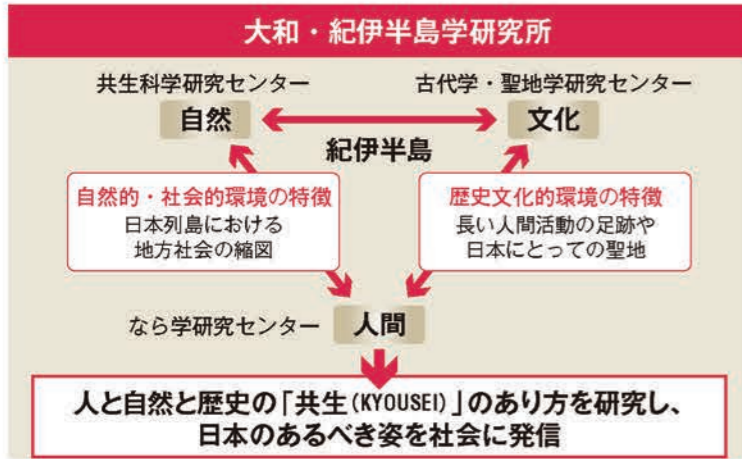 大和・紀伊半島学研究所
共生科学研究センター
古代学・聖地学研究センター
自然
文化
紀伊半島
自然的・社会的環境の特徴
日本列島における
地方社会の縮図
歴史文化的環境の特徴
長い人間活動の足跡や
日本にとっての聖地
なら学研究センター
人間
人と自然と歴史の「共生(KYOUSEI)」のあり方を研究し、
日本のあるべき姿を社会に発信